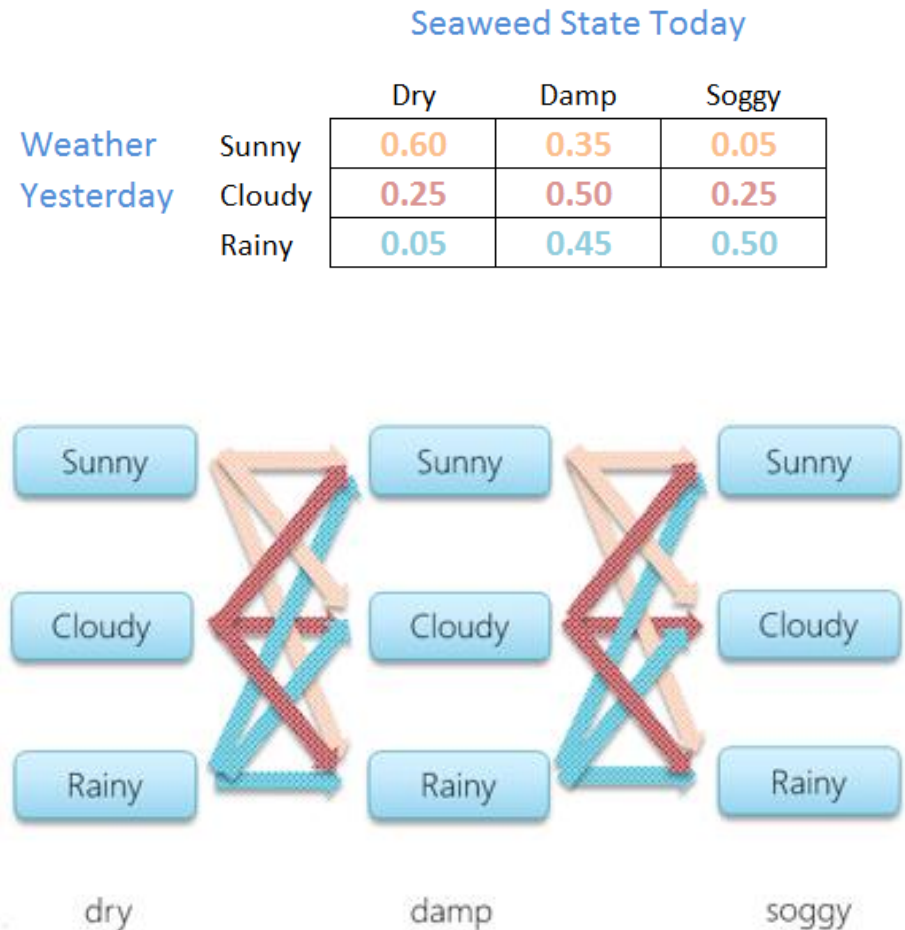 Seaweed State Today
Dry Damp Soggy
Weather Sunny 0.60 0.35 0.05
Yesterday Cloudy 0.25 0.50 0.25
Rainy 0.05 0.45 0.50
Sunny Sunny Sunny
Cloudy Cloudy Cloudy
Rainy Rainy Rainy
dry damp soggy